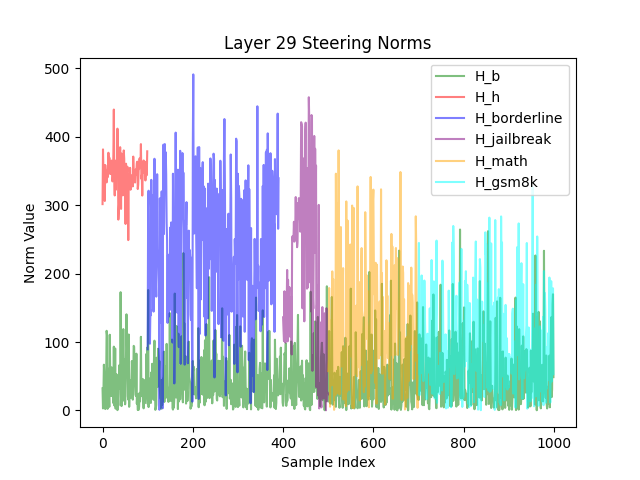 Layer 29 Steering Norms
500
400
300
200
100
0
Norm Value
H_b
H_h
H_borderline
H_jailbreak
H_math
H_gsm8k
0 200 400 600 800 1000
Sample Index